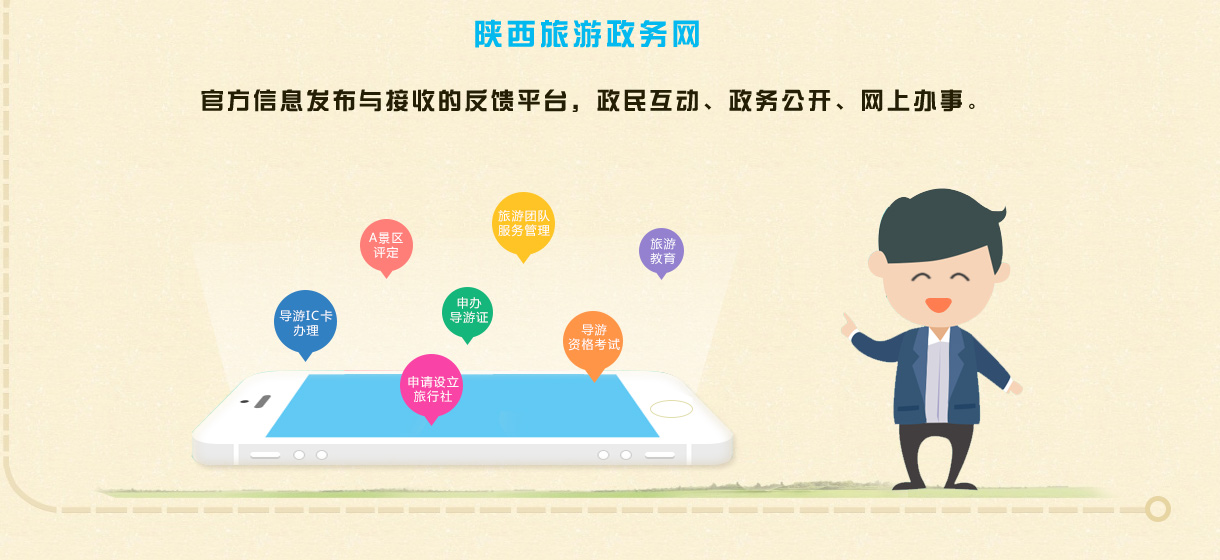 陕西旅游政务网
官方信息发布与接收的反馈平台，政民互动、政务公开、网上办事。
旅游团队
服务管理
A景区
评定
旅游
教育
导游IC卡
办理
申办
导游证
导游
资格考试
申请设立
旅行社